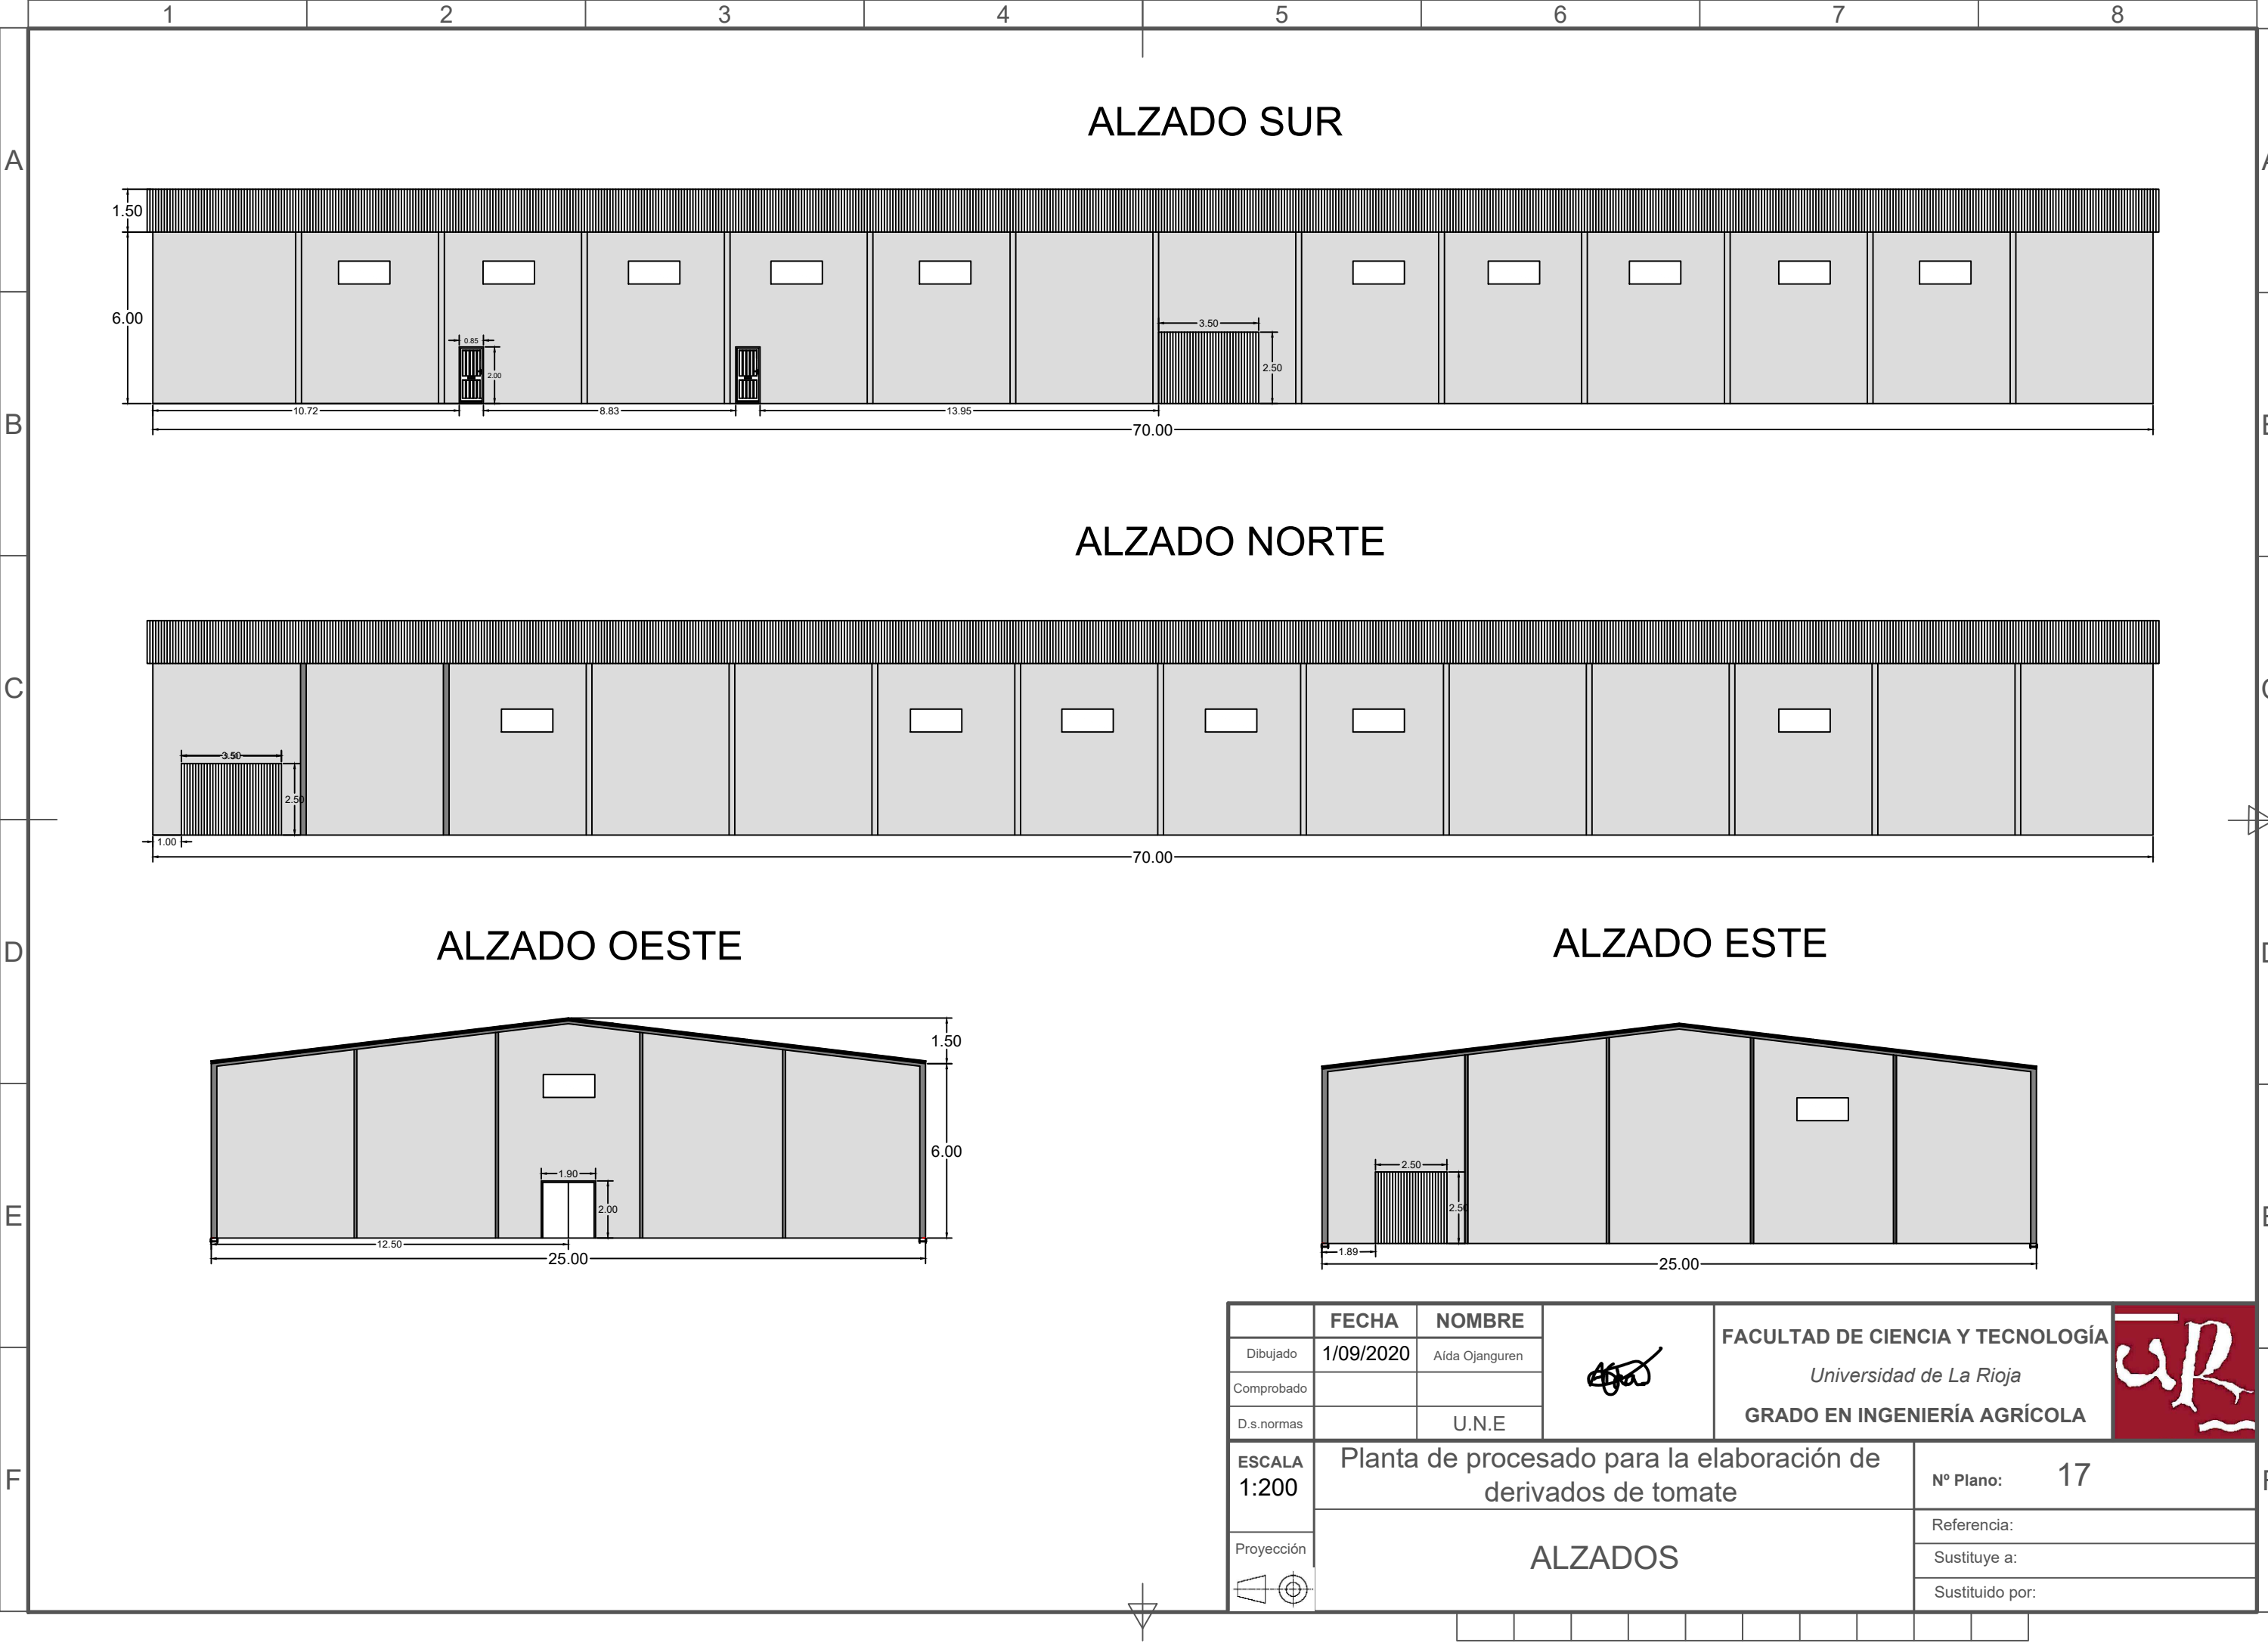 1 2 3 4 5 6 7 8
A
B
C
D
E
F
ALZADO SUR
1.50
6.00
0.85
2.00
3.50
2.50
10.72 8.83 13.95
70.00
ALZADO NORTE
3.50
2.50
1.00
70.00
ALZADO OESTE
1.50
6.00
1.90
2.00
12.50
25.00
ALZADO ESTE
2.50
2.50
1.89
25.00
FECHA NOMBRE
Dibujado 1/09/2020 Aída Ojanguren
Comprobado
D.s.normas U.N.E
FACULTAD DE CIENCIA Y TECNOLOGÍA
Universidad de La Rioja
GRADO EN INGENIERÍA AGRÍCOLA
UR
ESCALA
1:200
Planta de procesado para la elaboración de
derivados de tomate
Nº Plano: 17
Proyección
ALZADOS
Referencia:
Sustituye a:
Sustituido por: